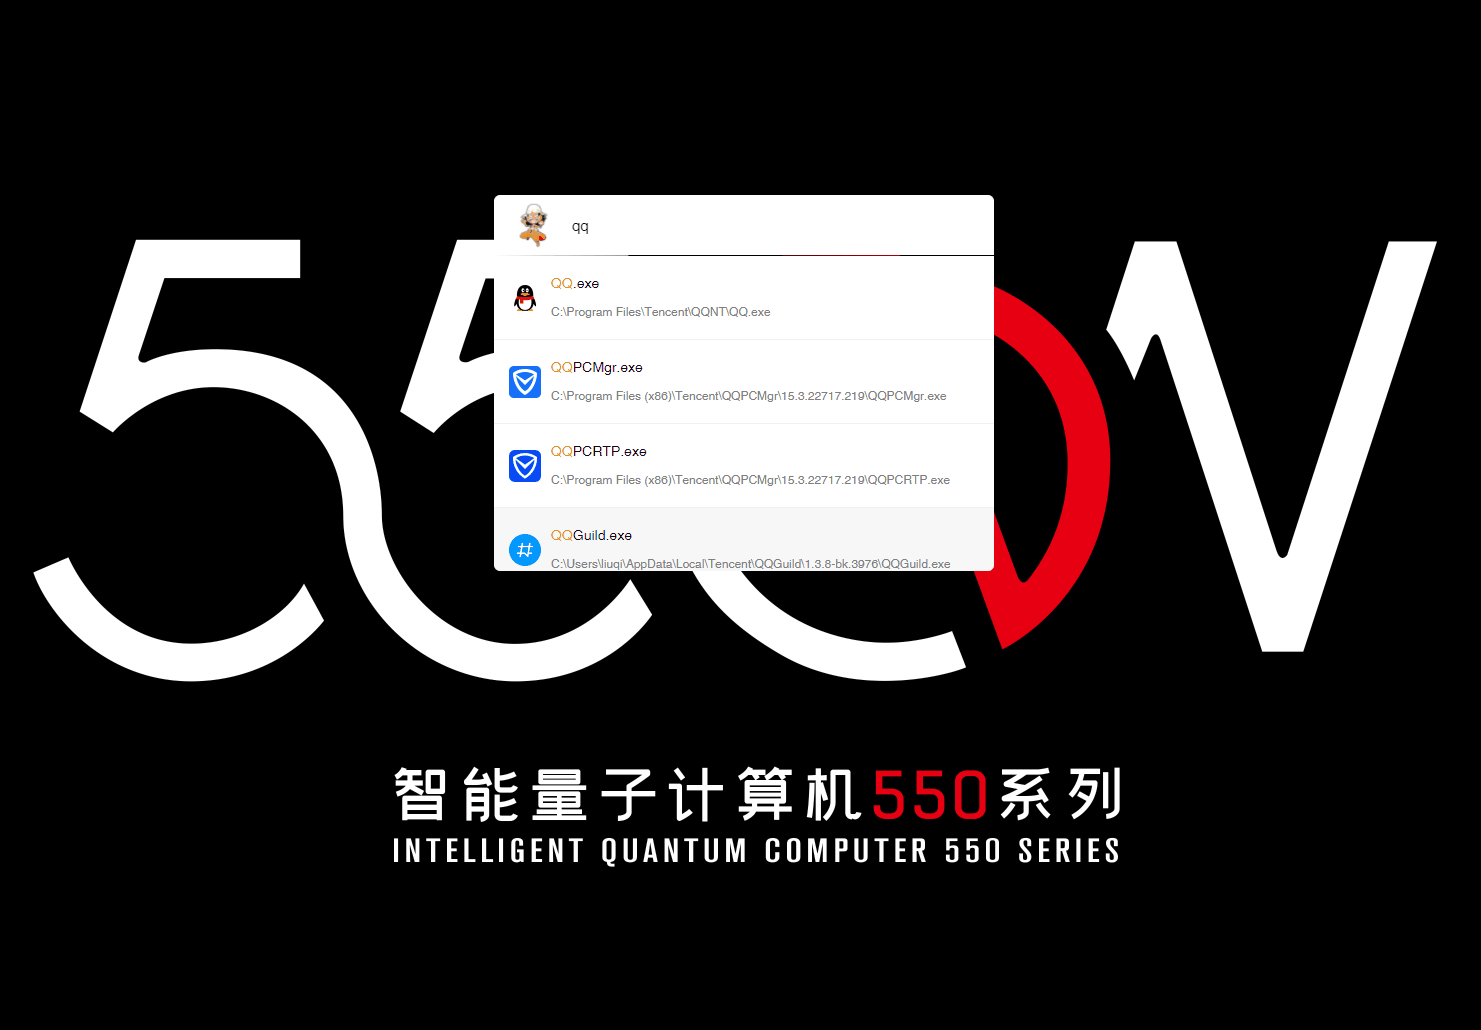 qq
QQ.exe
C:\Program Files\Tencent\QQNT\QQ.exe
QQPCMgr.exe
C:\Program Files (x86)\Tencent\QQPCMgr\15.3.22717.219\QQPCMgr.exe
QQPCRTP.exe
C:\Program Files (x86)\Tencent\QQPCMgr\15.3.22717.219\QQPCRTP.exe
QQGuild.exe
C:\Users\liuqi\AppData\Local\Tencent\QQGuild\1.3.8-bk.3976\QQGuild.exe
550V
智能量子计算机550系列
INTELLIGENT QUANTUM COMPUTER 550 SERIES